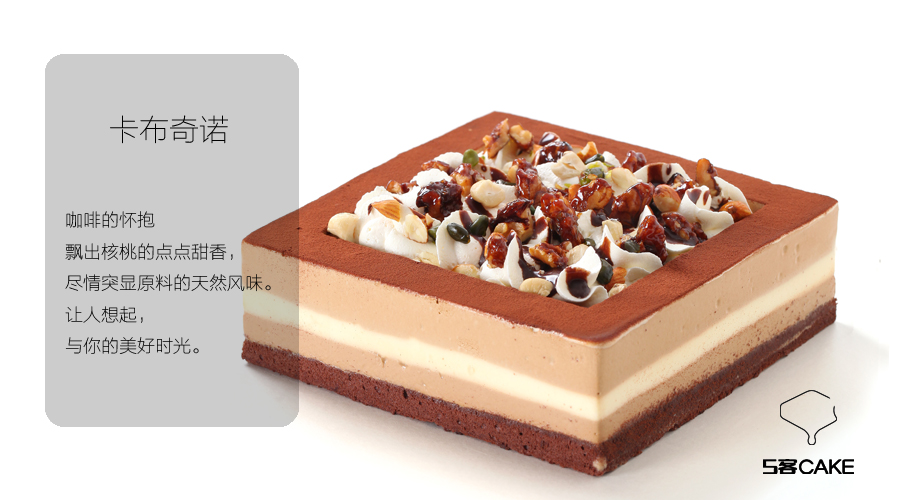 卡布奇诺
咖啡的怀抱
飘出核桃的点点甜香，
尽情突显原料的天然风味。
让人想起，
与你的美好时光。
5客CAKE